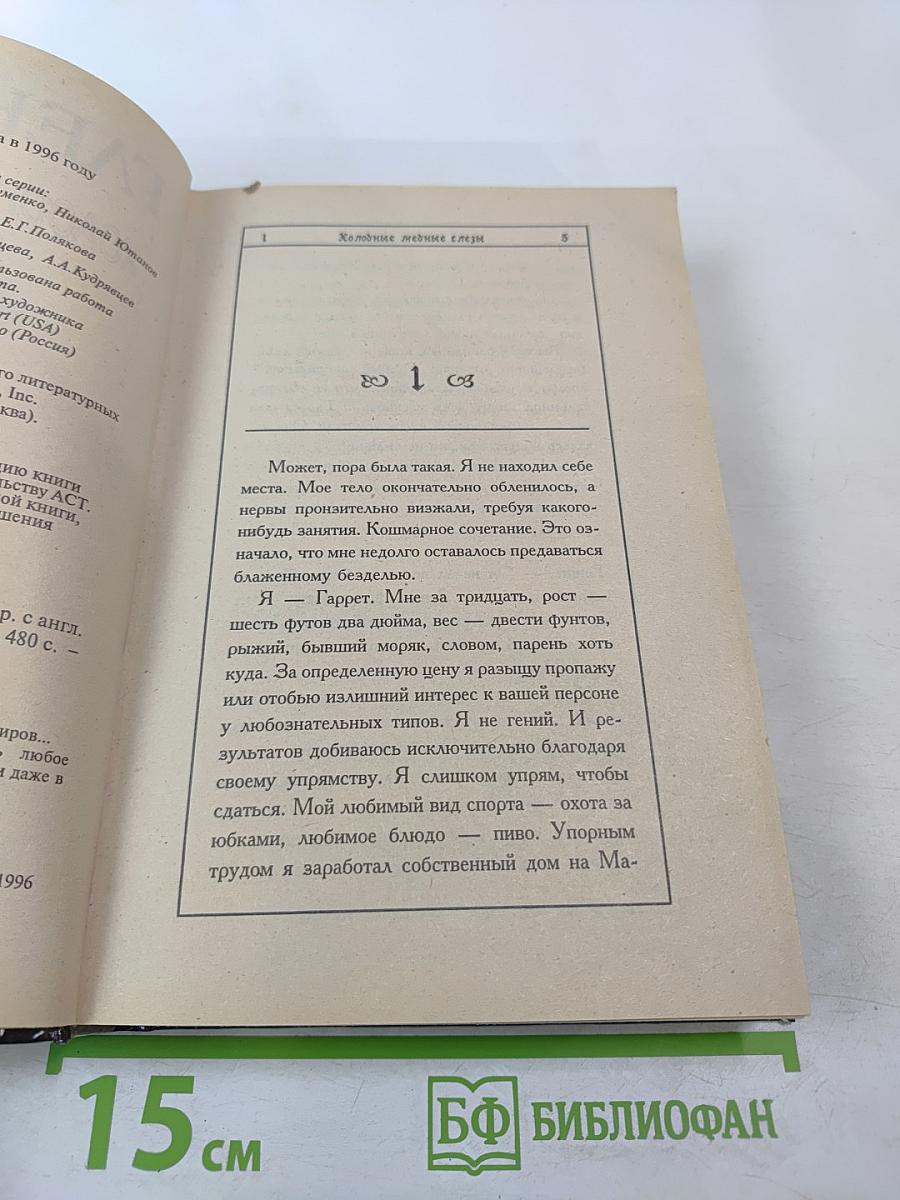 а в 1996 году
серии:
Николай Ютанов
Е.Г.Полякова
А.А.Кудрявцев
работа
художника
(USA)
(Россия)
литературных
Inc.
книги
АСТ.
книги,
р. с англ.
480 с. –
любое
даже в
1996
1 Холодные медные слезы 5
1
Может, пора была такая. Я не находил себе
места. Мое тело окончательно обленилось, а
нервы пронзительно визжали, требуя какого-
нибудь занятия. Кошмарное сочетание. Это оз-
начало, что мне недолго оставалось предаваться
блаженному безделью.
Я — Гаррет. Мне за тридцать, рост —
шесть футов два дюйма, вес — двести фунтов,
рыжий, бывший моряк, словом, парень хоть
куда. За определенную цену я разыщу пропажу
или отобью излишний интерес к вашей персоне
у любознательных типов. Я не гений. И ре-
зультатов добиваюсь исключительно благодаря
своему упрямству. Я слишком упрям, чтобы
сдаться. Мой любимый вид спорта — охота за
юбками, любимое блюдо — пиво. Упорным
трудом я заработал собственный дом на Ма-
15 см
БФ БИБЛИОФАН